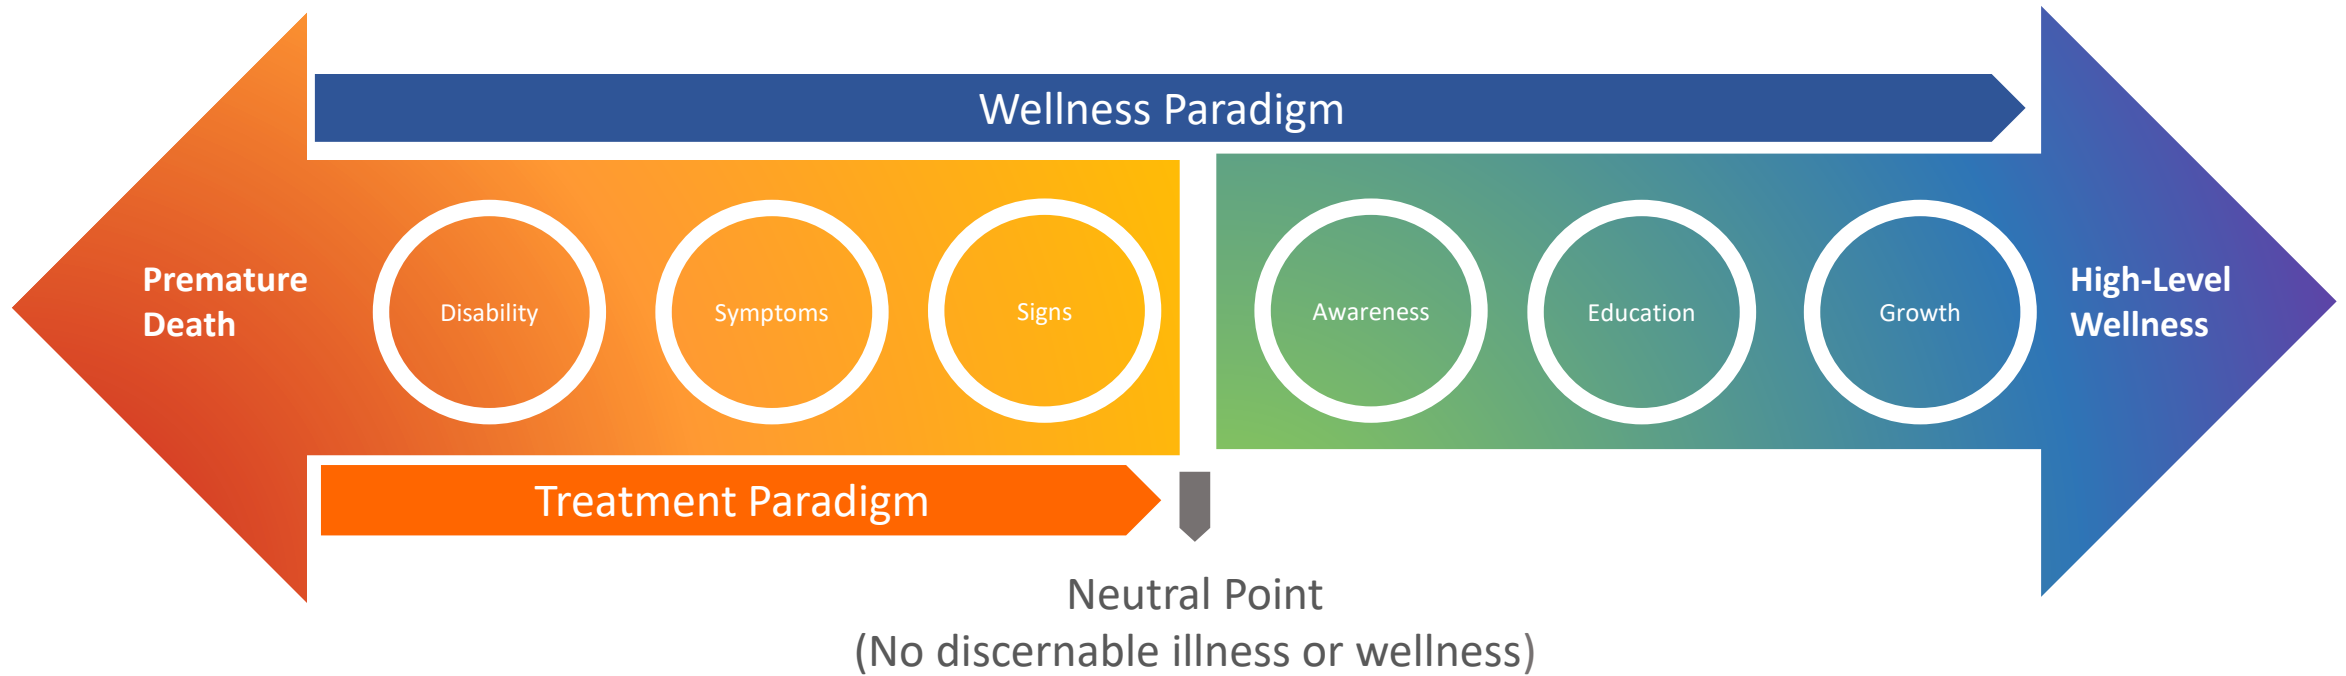 Wellness Paradigm
Premature
Death
Disability
Symptoms
Signs
Awareness
Education
Growth
High-Level
Wellness
Treatment Paradigm
Neutral Point
(No discernable illness or wellness)